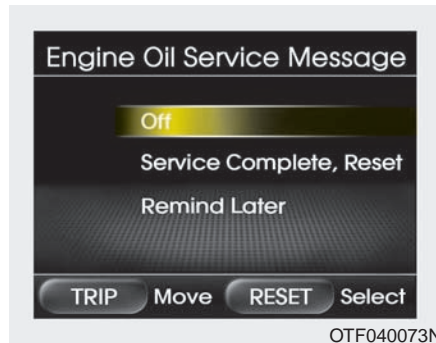 Engine Oil Service Message
Off
Service Complete, Reset
Remind Later
TRIP Move RESET Select
OTF040073N